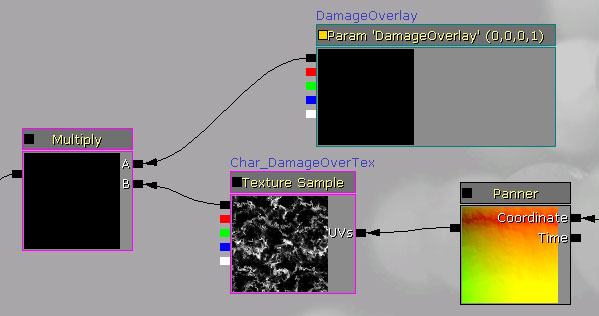 DamageOverlay
Param 'DamageOverlay' (0,0,0,1)
Multiply
A
B
Char_DamageOverTex
Texture Sample
UVs
Panner
Coordinate
Time